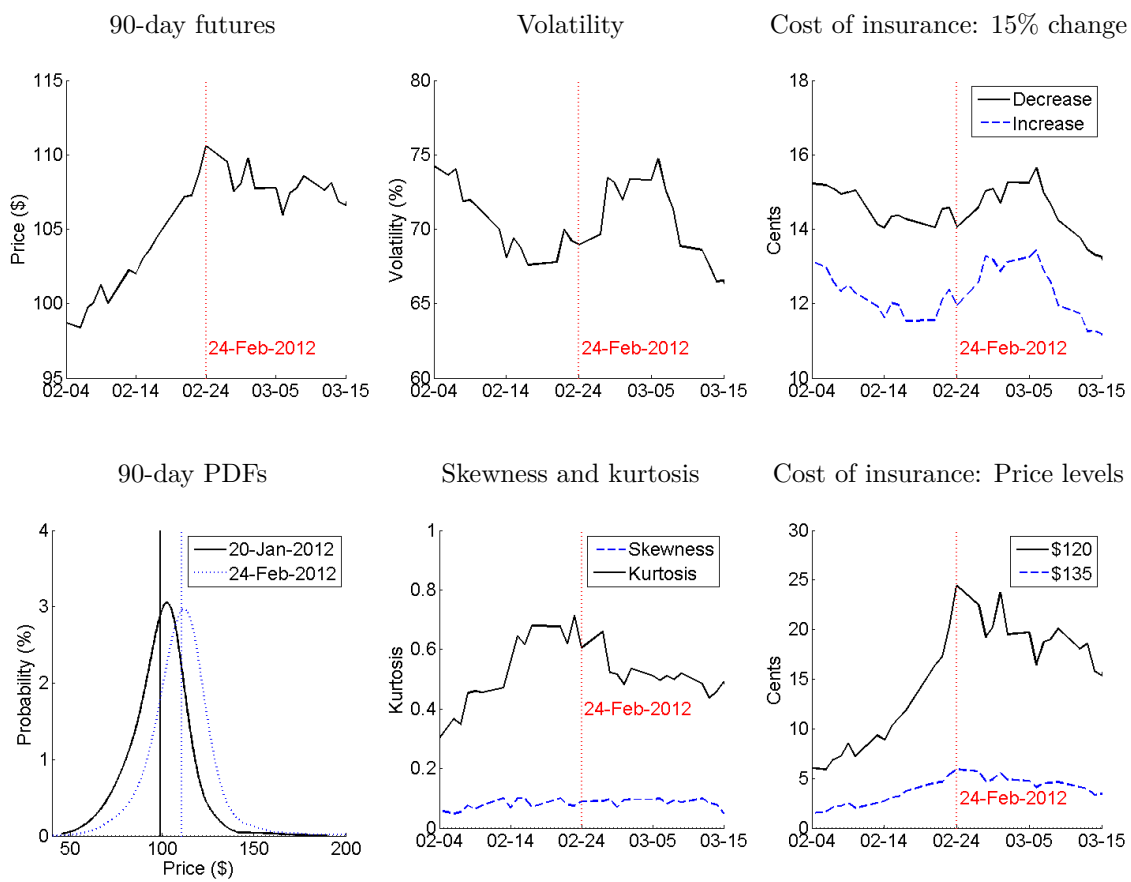 90-day futures
Volatility
Cost of insurance: 15% change
115
110
105
100
95
Price ($)
24-Feb-2012
02-04
02-14
02-24
03-05
03-15
80
75
70
65
60
Volatility (%)
24-Feb-2012
02-04
02-14
02-24
03-05
03-15
18
16
14
12
10
Cents
Decrease
Increase
24-Feb-2012
02-04
02-14
02-24
03-05
03-15
90-day PDFs
Skewness and kurtosis
Cost of insurance: Price levels
4
3
2
1
0
Probability (%)
20-Jan-2012
24-Feb-2012
50
100
150
200
Price ($)
1
0.8
0.6
0.4
0.2
0
Kurtosis
Skewness
Kurtosis
24-Feb-2012
02-04
02-14
02-24
03-05
03-15
30
25
20
15
10
5
0
Cents
$120
$135
24-Feb-2012
02-04
02-14
02-24
03-05
03-15